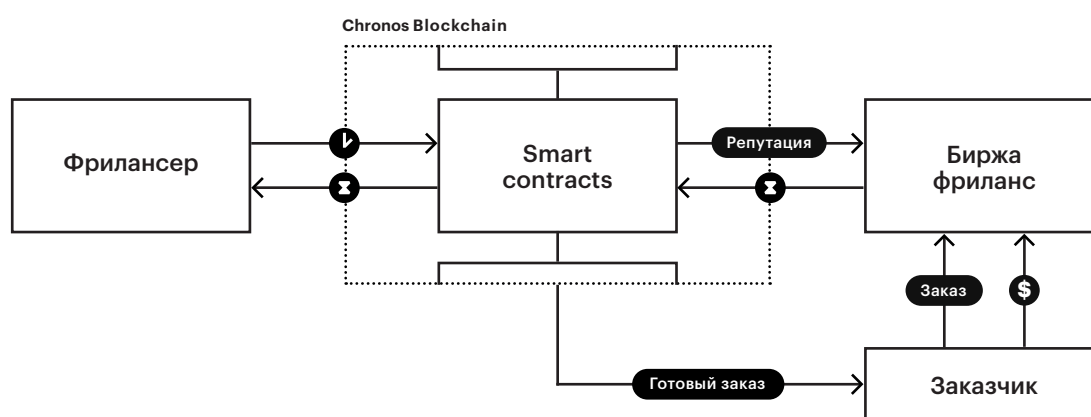 Chronos Blockchain
Фрилансер
Smart
contracts
Репутация
Биржа
фриланс
Заказ
$
Готовый заказ
Заказчик